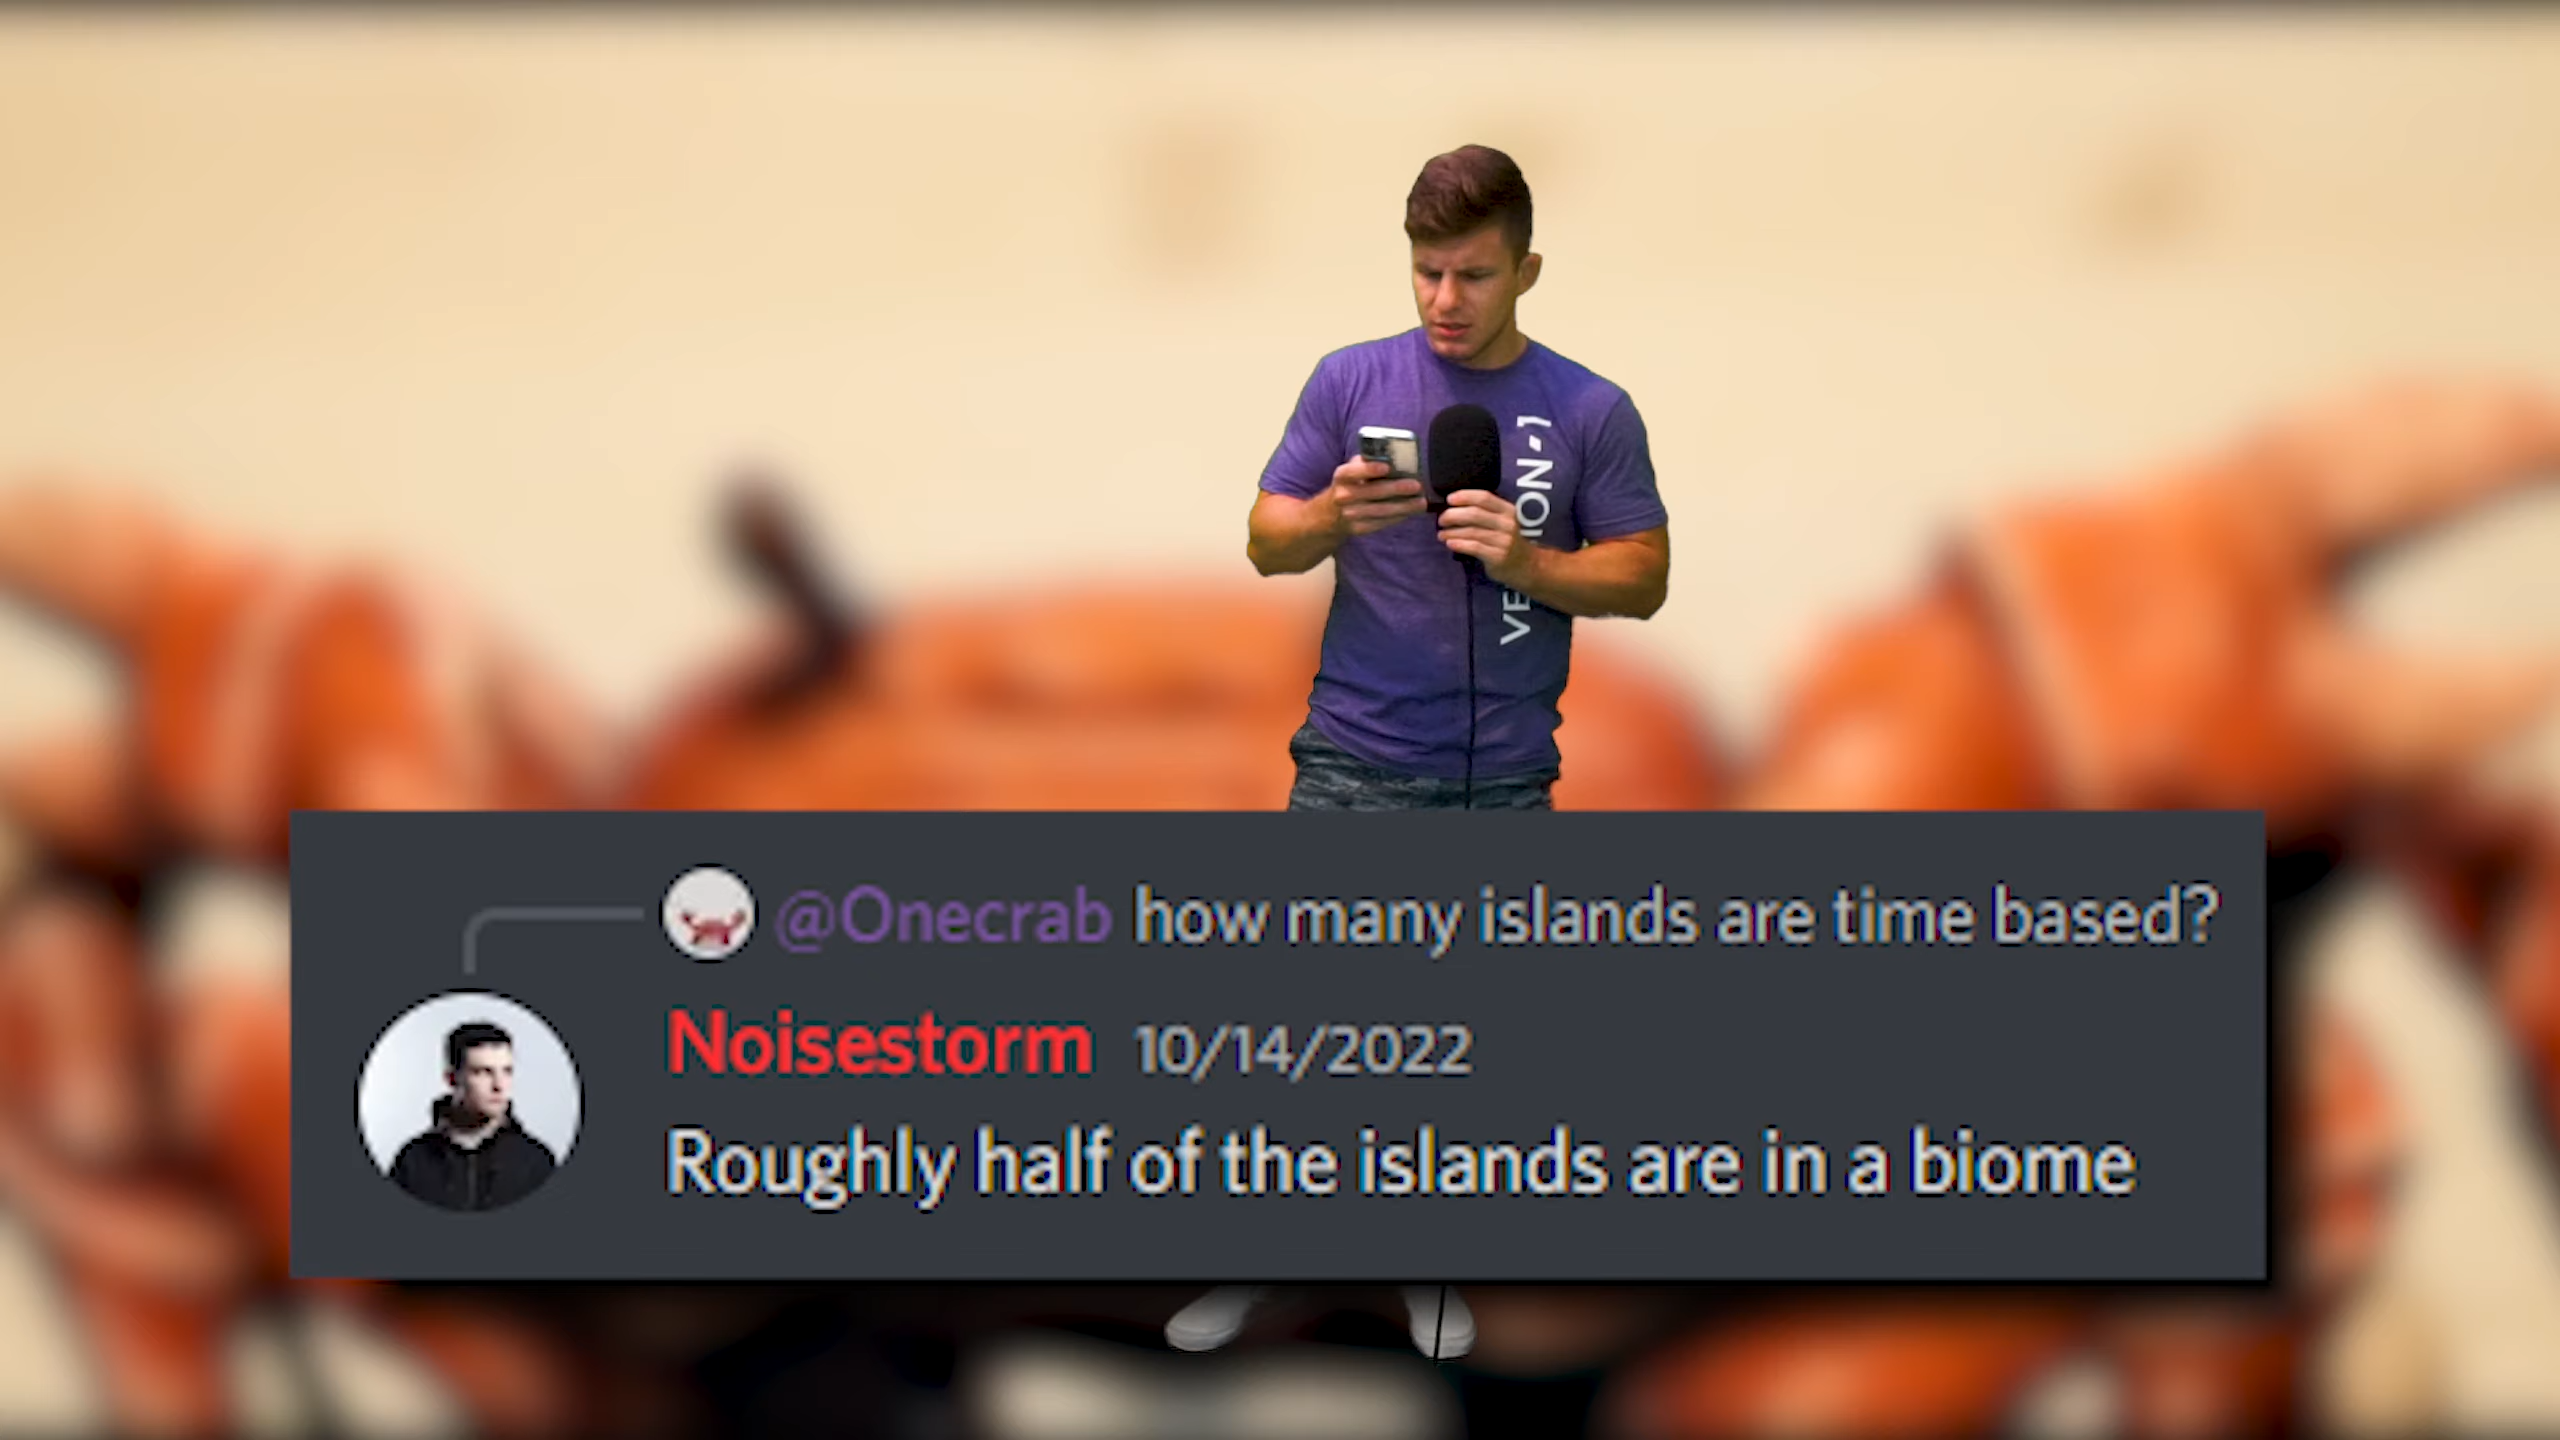 @Onecrab how many islands are time based?
Noisestorm 10/14/2022
Roughly half of the islands are in a biome